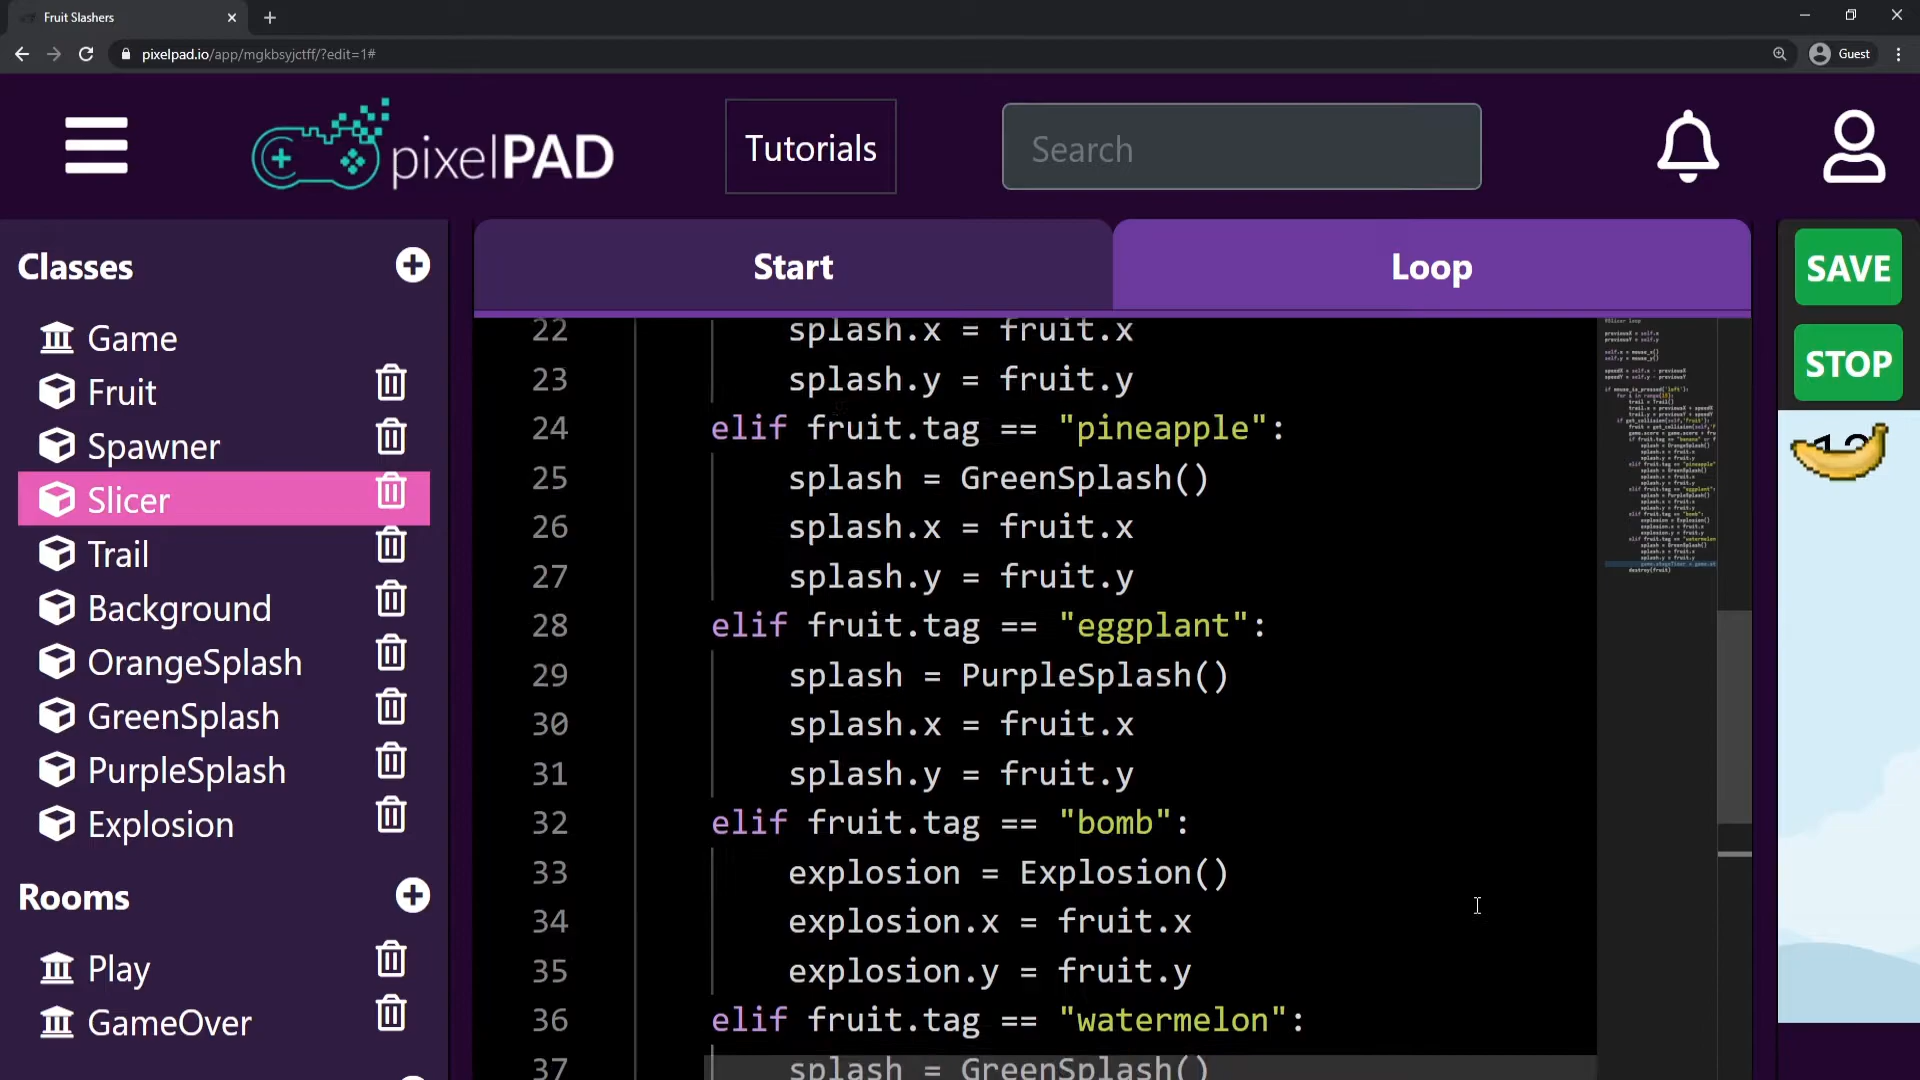 Fruit Slashers
pixelpad.io/app/mgkbsyjctff/?edit=1#
Guest
pixelPAD
Tutorials
Search
Classes
Game
Fruit
Spawner
Slicer
Trail
Background
OrangeSplash
GreenSplash
PurpleSplash
Explosion
Rooms
Play
GameOver
Start
Loop
22 splash.x = fruit.x
23 splash.y = fruit.y
24 elif fruit.tag == "pineapple":
25 splash = GreenSplash()
26 splash.x = fruit.x
27 splash.y = fruit.y
28 elif fruit.tag == "eggplant":
29 splash = PurpleSplash()
30 splash.x = fruit.x
31 splash.y = fruit.y
32 elif fruit.tag == "bomb":
33 explosion = Explosion()
34 explosion.x = fruit.x
35 explosion.y = fruit.y
36 elif fruit.tag == "watermelon":
37 splash = GreenSplash()
SAVE
STOP